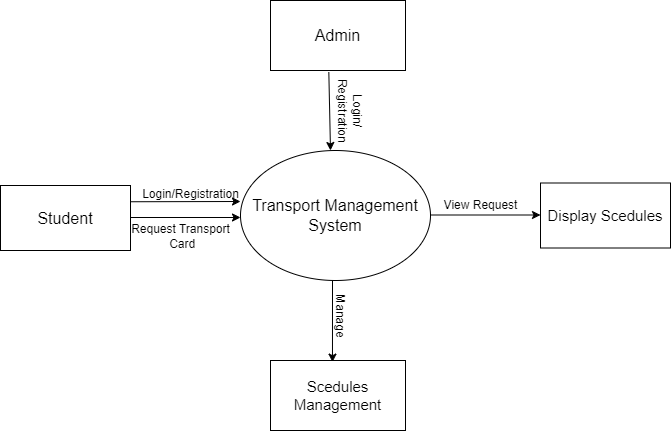 Admin
Login/
Registration
Login/Registration
Student
Request Transport
Card
Transport Management
System
View Request
Display Scedules
Manage
Scedules
Management